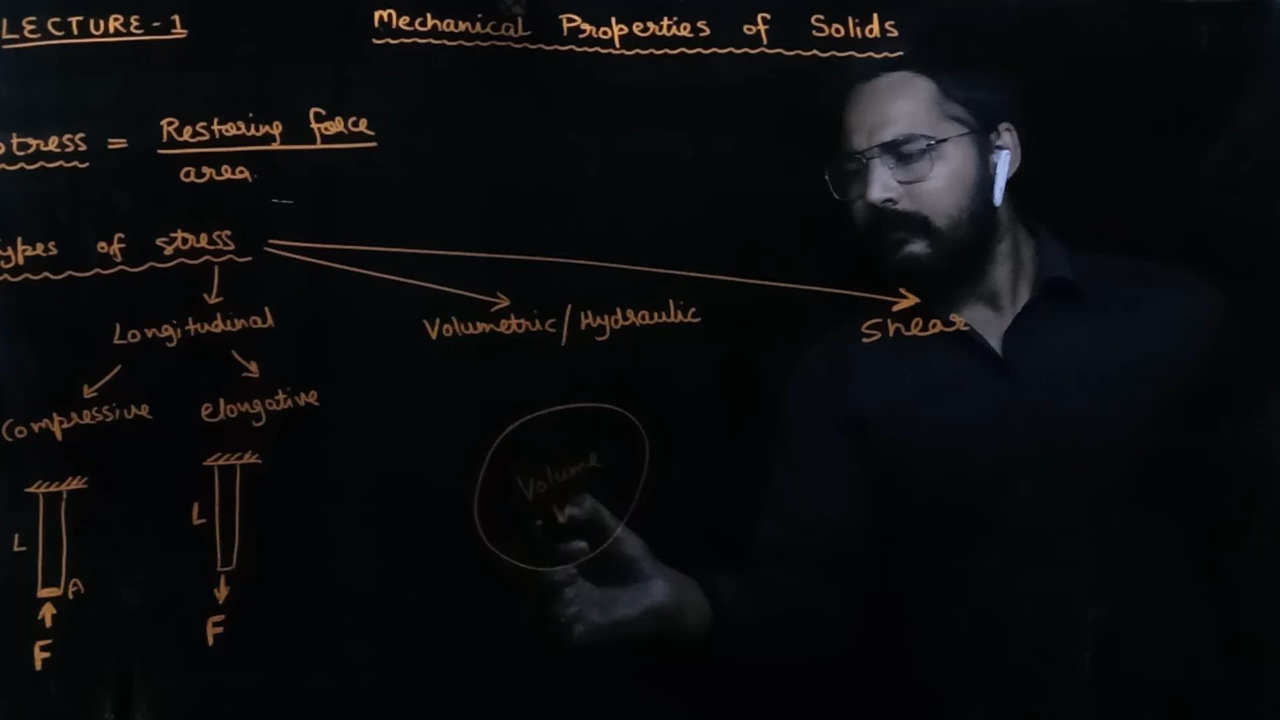 LECTURE-1
Mechanical Properties of Solids
stress = Restoring force
area
ypes of stress
Longitudinal
Volumetric/Hydraulic
Shear
Compressive
elongative
Volume
V
L
L
A
F
F